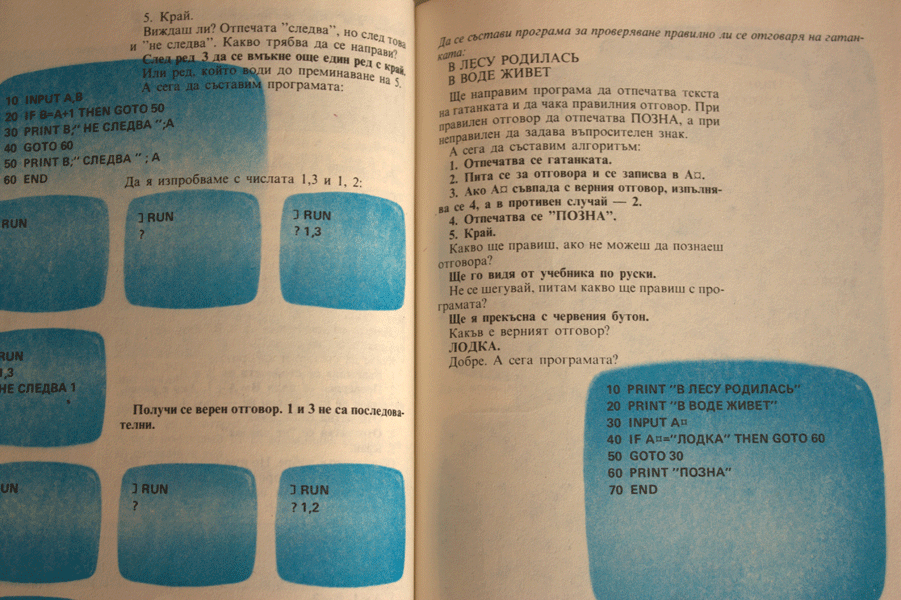 5. Край.
Виждаш ли? Отпечата "следва", но след това
и "не следва". Какво трябва да се направи?
След ред 3 да се вмъкне още един ред с край.
Или ред, който води до преминаване на 5.
А сега да съставим програмата:
10 INPUT A,B
20 IF B=A+1 THEN GOTO 50
30 PRINT B;" НЕ СЛЕДВА ";A
40 GOTO 60
50 PRINT B;" СЛЕДВА " ; A
60 END
Да я изпробваме с числата 1,3 и 1, 2:
RUN
] RUN
?
] RUN
? 1,3
RUN
1,3
НЕ СЛЕДВА 1
Получи се верен отговор. 1 и 3 не са последова-
телни.
UN
] RUN
?
] RUN
? 1,2
Да се състави програма за проверяване правилно ли се отговаря на гатан-
ката:
В ЛЕСУ РОДИЛАСЬ
В ВОДЕ ЖИВЕТ
Ще направим програма да отпечатва текста
на гатанката и да чака правилния отговор. При
правилен отговор да отпечатва ПОЗНА, а при
неправилен да задава въпросителен знак.
А сега да съставим алгоритъм:
1. Отпечатва се гатанката.
2. Пита се за отговора и се записва в А¤.
3. Ако А¤ съвпада с верния отговор, изпълня-
ва се 4, а в противен случай — 2.
4. Отпечатва се "ПОЗНА".
5. Край.
Какво ще правиш, ако не можеш да познаеш
отговора?
Ще го видя от учебника по руски.
Не се шегувай, питам какво ще правиш с про-
грамата?
Ще я прекъсна с червения бутон.
Какъв е верният отговор?
ЛОДКА.
Добре. А сега програмата?
10 PRINT "В ЛЕСУ РОДИЛАСЬ"
20 PRINT "В ВОДЕ ЖИВЕТ"
30 INPUT A¤
40 IF A¤="ЛОДКА" THEN GOTO 60
50 GOTO 30
60 PRINT "ПОЗНА"
70 END